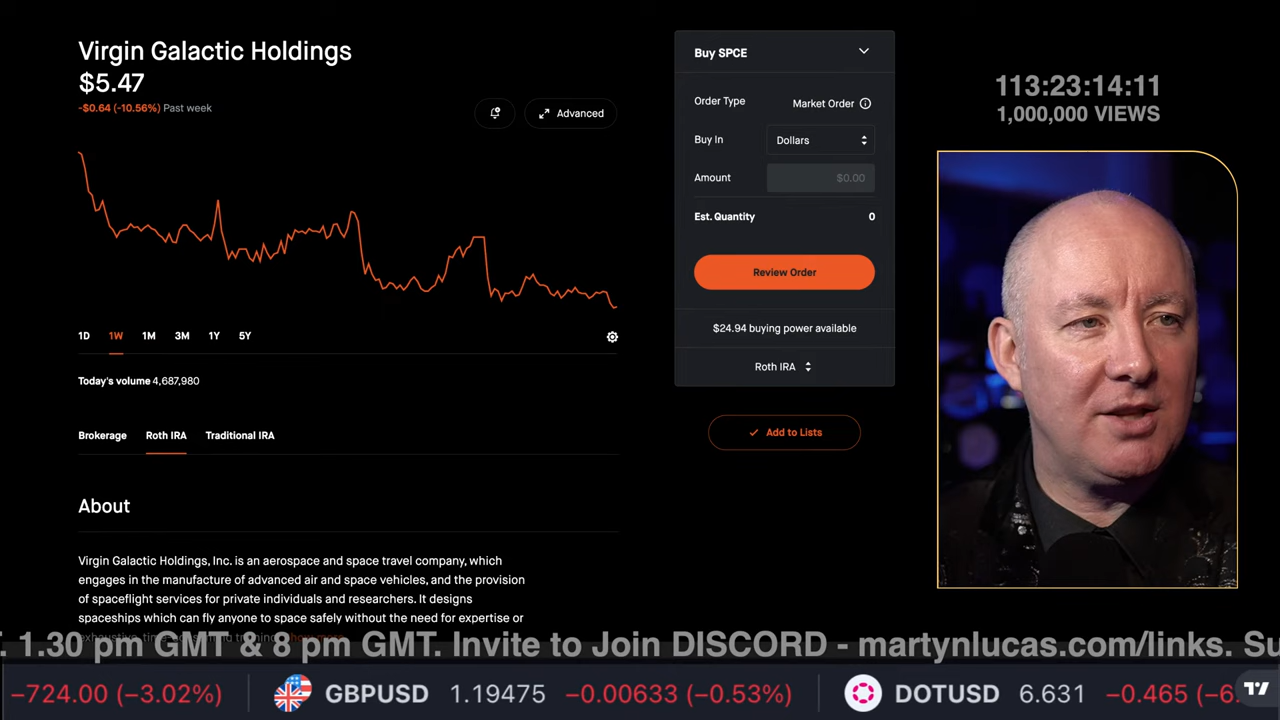 Virgin Galactic Holdings
$5.47
-$0.64 (-10.56%) Past week
Advanced
1D 1W 1M 3M 1Y 5Y
Today's volume 4,687,980
Brokerage Roth IRA Traditional IRA
About
Virgin Galactic Holdings, Inc. is an aerospace and space travel company, which
engages in the manufacture of advanced air and space vehicles, and the provision
of spaceflight services for private individuals and researchers. It designs
spaceships which can fly anyone to space safely without the need for expertise or
Buy SPCE
Order Type Market Order
Buy In Dollars
Amount $0.00
Est. Quantity 0
Review Order
$24.94 buying power available
Roth IRA
Add to Lists
113:23:14:11
1,000,000 VIEWS
1.30 pm GMT & 8 pm GMT. Invite to Join DISCORD - martynlucas.com/links. Su
-724.00 (-3.02%) GBPUSD 1.19475 -0.00633 (-0.53%) DOTUSD 6.631 -0.465 (-6.